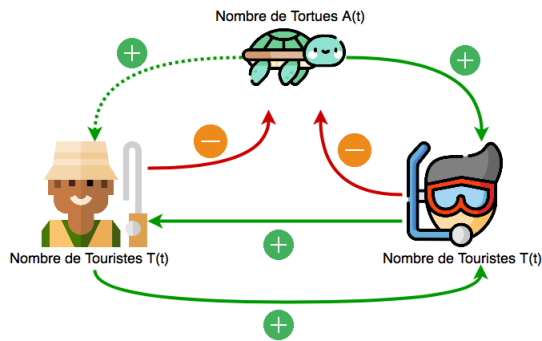 Nombre de Tortues A(t)
+
+
−
−
Nombre de Touristes T(t)
Nombre de Touristes T(t)
+
+